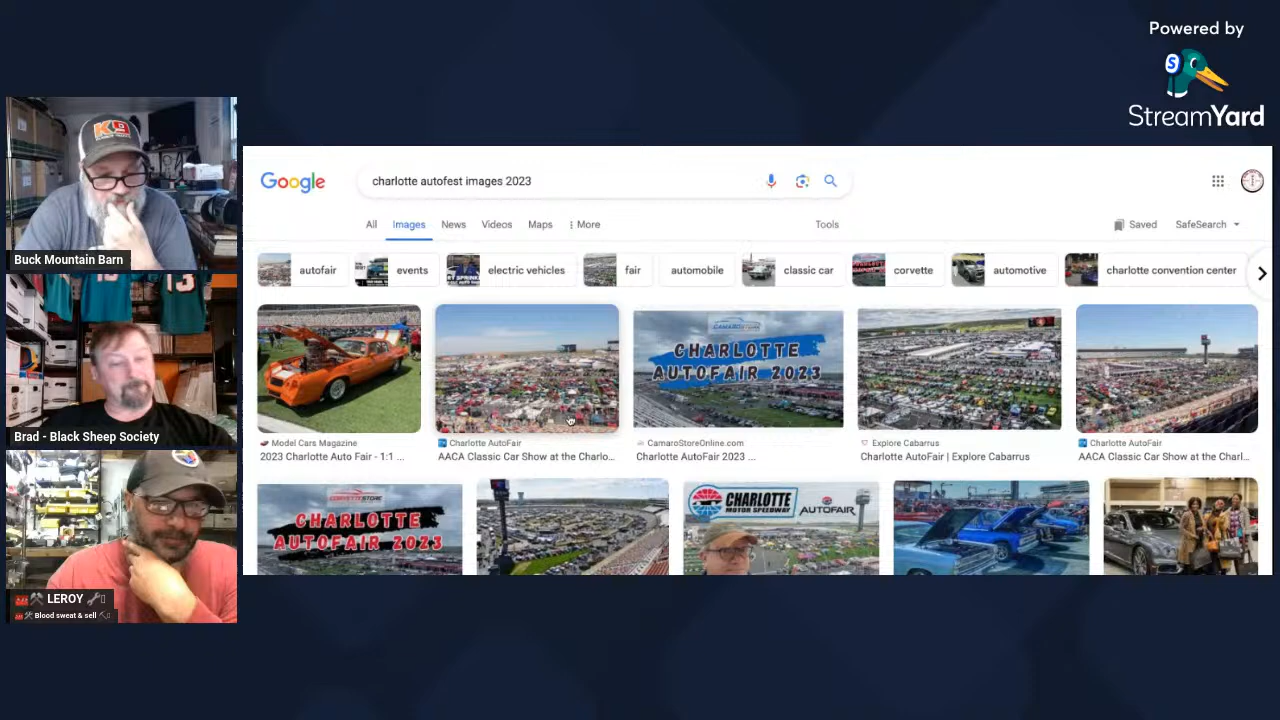 Powered by
S
StreamYard
K9
Buck Mountain Barn
13
Brad - Black Sheep Society
LEROY
Blood sweat & sell
Google
charlotte autofest images 2023
All Images News Videos Maps More Tools Saved SafeSearch
autofair events electric vehicles fair automobile classic car corvette automotive charlotte convention center
CHARLOTTE
AUTOFAIR 2023
Model Cars Magazine
2023 Charlotte Auto Fair - 1:1 ...
Charlotte AutoFair
AACA Classic Car Show at the Charlo...
CamaroStoreOnline.com
Charlotte AutoFair 2023 ...
Explore Cabarrus
Charlotte AutoFair | Explore Cabarrus
Charlotte AutoFair
AACA Classic Car Show at the Charl...
CHARLOTTE
AUTOFAIR 2023
CHARLOTTE
MOTOR SPEEDWAY
AUTOFAIR